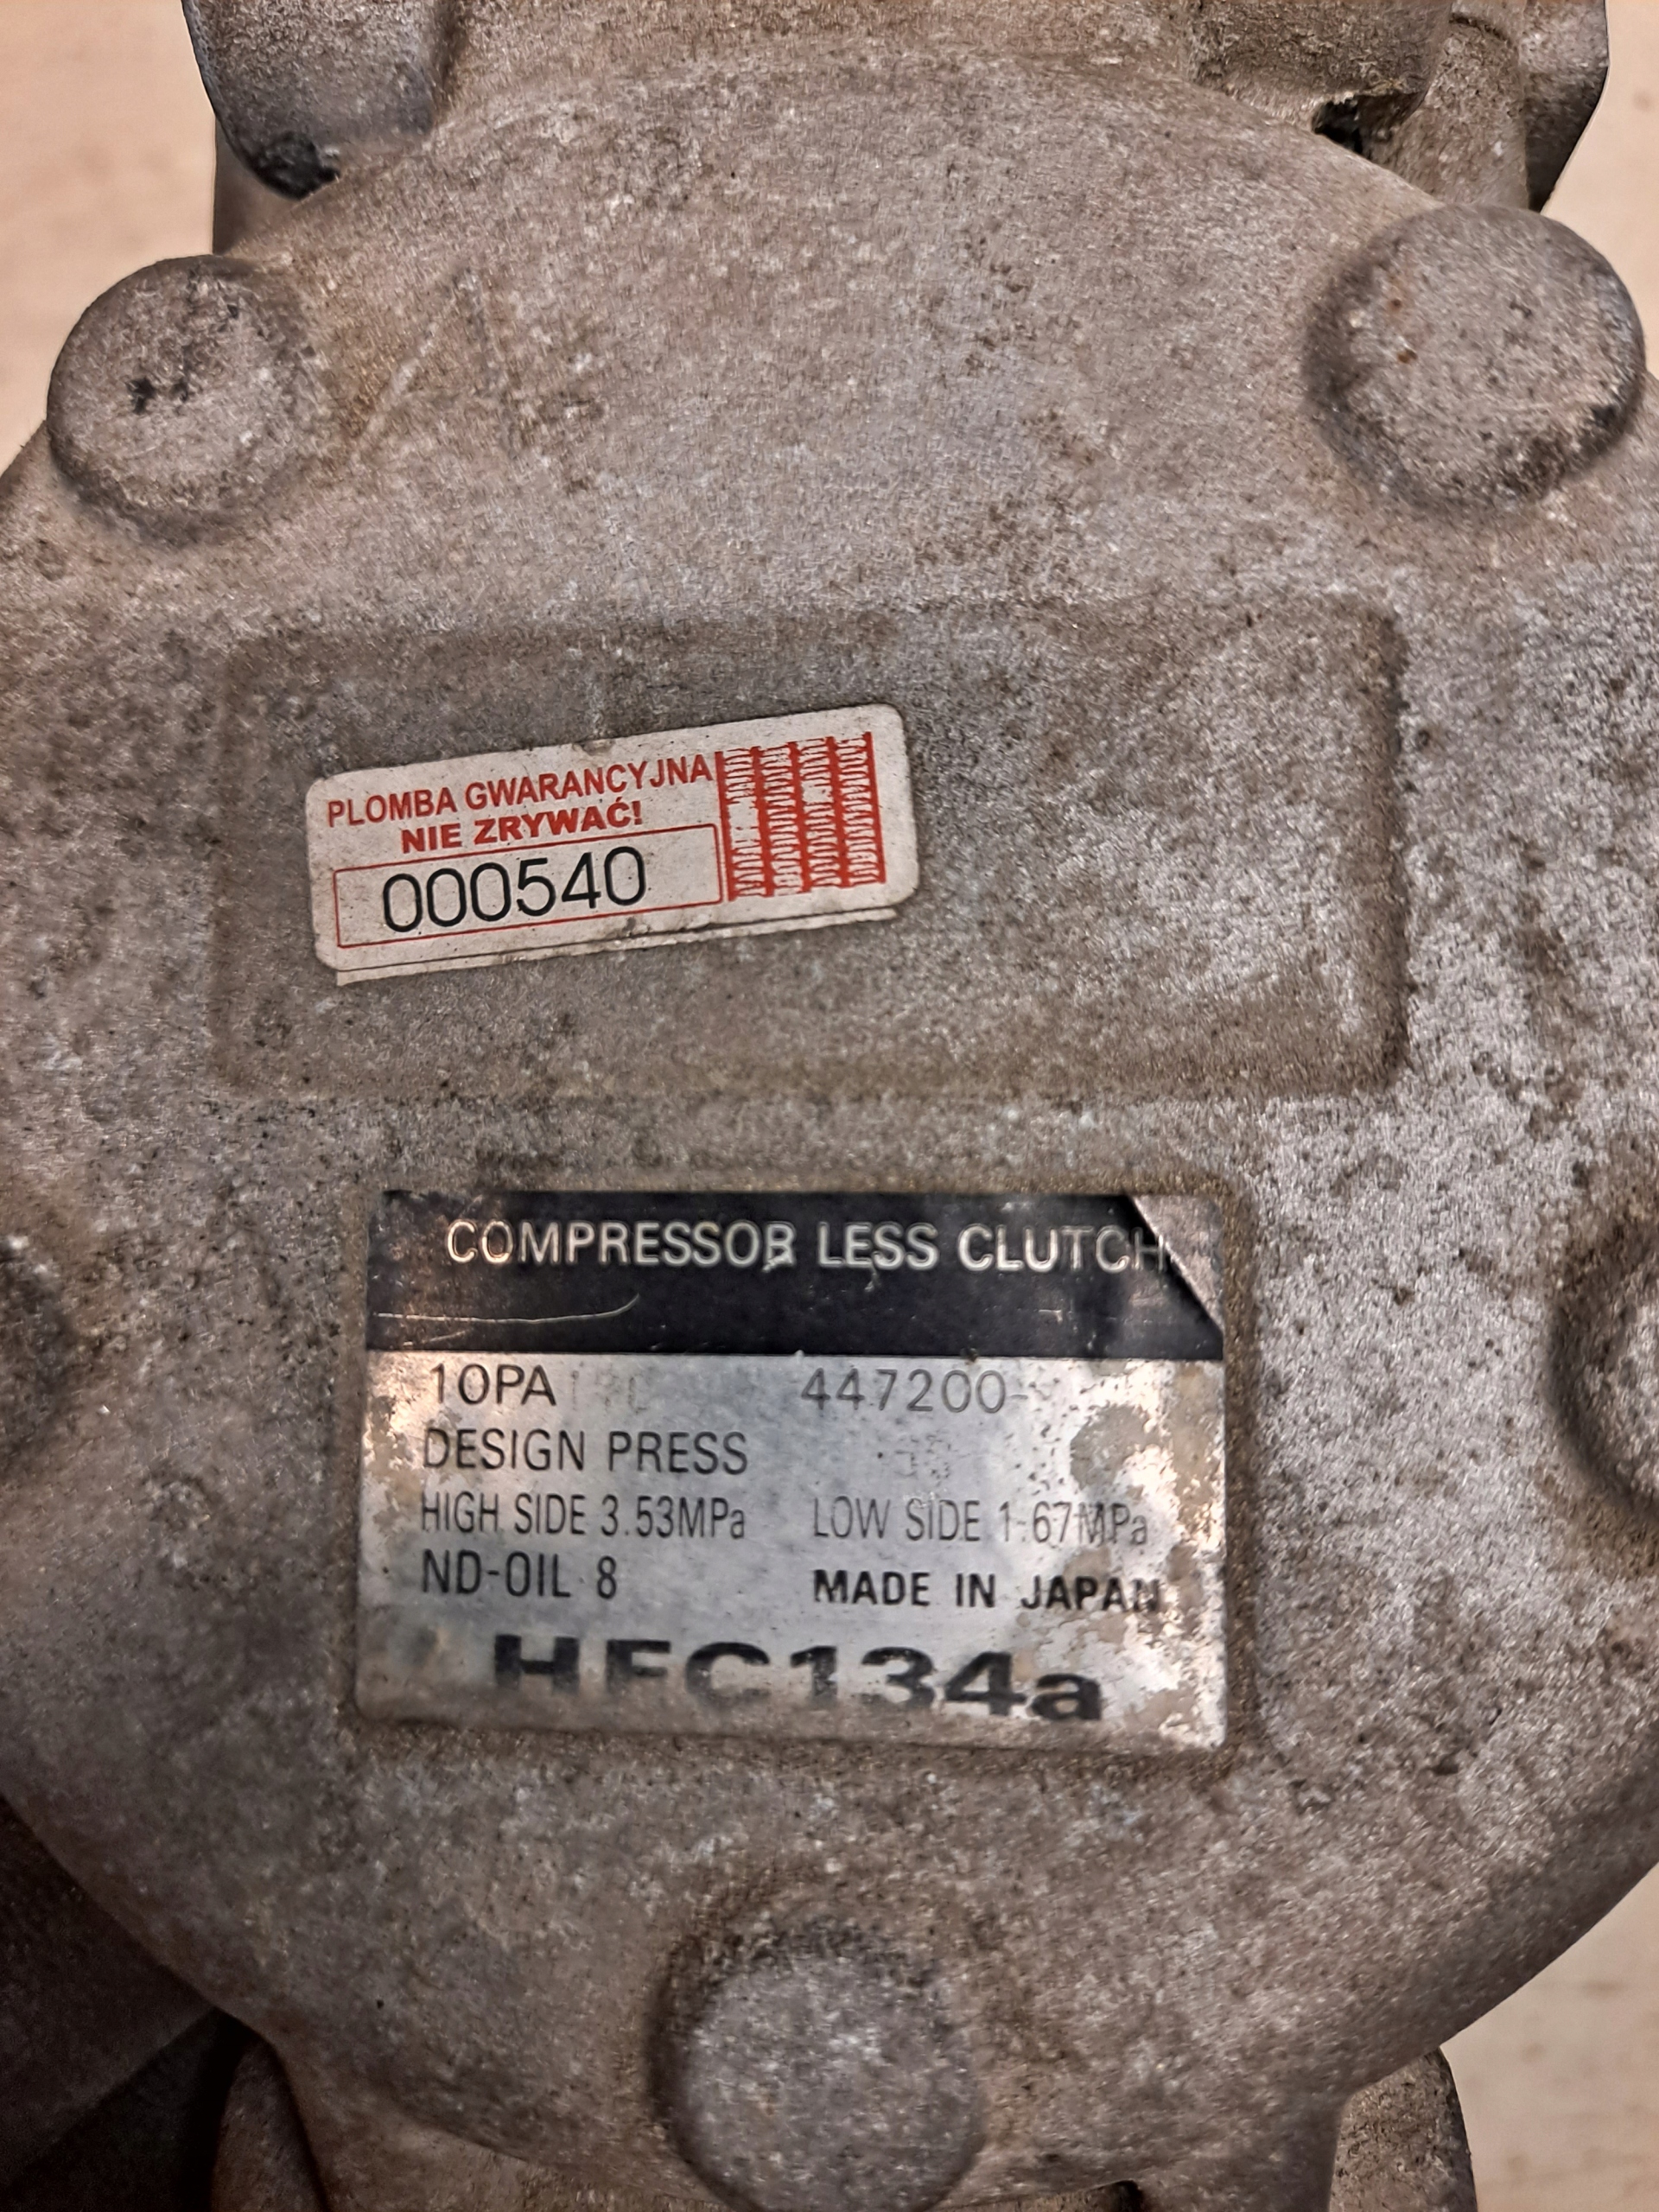 PLOMBA GWARANCYJNA
NIE ZRYWAĆ!
000540
COMPRESSOR LESS CLUTCH
10PA 447200-
DESIGN PRESS
HIGH SIDE 3.53MPa LOW SIDE 1.67MPa
ND-OIL 8 MADE IN JAPAN
HFC134a